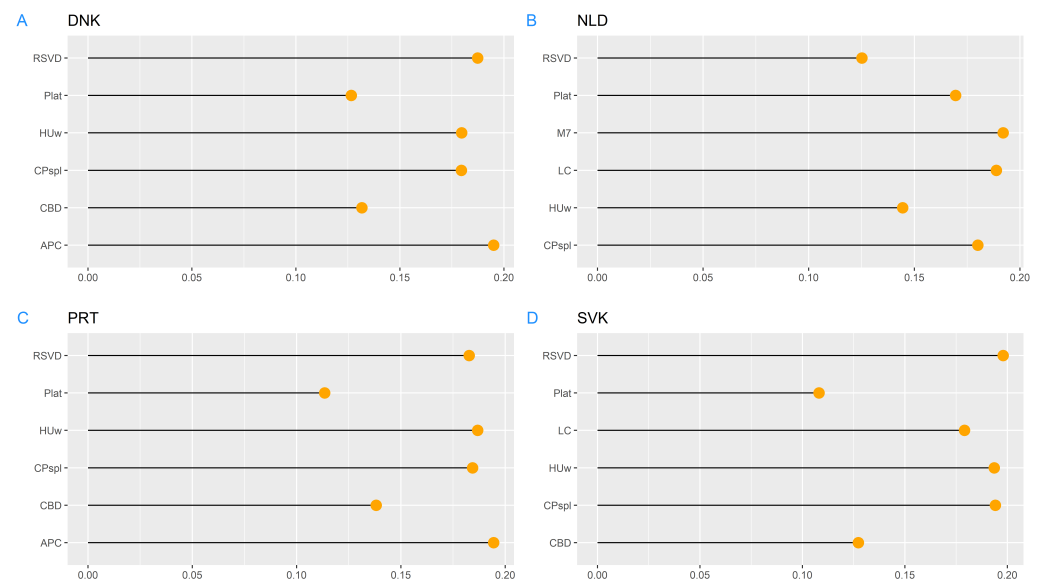 A DNK
RSVD
Plat
HUw
CPspl
CBD
APC
0.00 0.05 0.10 0.15 0.20
B NLD
RSVD
Plat
M7
LC
HUw
CPspl
0.00 0.05 0.10 0.15 0.20
C PRT
RSVD
Plat
HUw
CPspl
CBD
APC
0.00 0.05 0.10 0.15 0.20
D SVK
RSVD
Plat
LC
HUw
CPspl
CBD
0.00 0.05 0.10 0.15 0.20